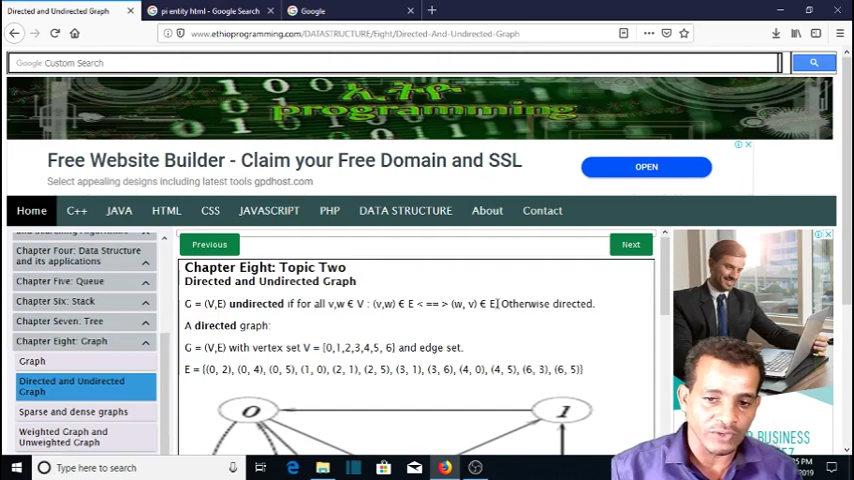 Directed and Undirected Graph
pi entity html - Google Search
Google
www.ethioprogramming.com/DATASTRUCTURE/Eight/Directed-And-Undirected-Graph
Google Custom Search
ኢትዮ
programming
Free Website Builder - Claim your Free Domain and SSL
Select appealing designs including latest tools gpdhost.com
OPEN
Home C++ JAVA HTML CSS JAVASCRIPT PHP DATA STRUCTURE About Contact
Chapter Four: Data Structure
and its applications
Chapter Five: Queue
Chapter Six: Stack
Chapter Seven: Tree
Chapter Eight: Graph
Graph
Directed and Undirected
Graph
Sparse and dense graphs
Weighted Graph and
Unweighted Graph
Previous Next
Chapter Eight: Topic Two
Directed and Undirected Graph
G = (V,E) undirected if for all v,w € V : (v,w) € E < == > (w, v) € E. Otherwise directed.
A directed graph:
G = (V,E) with vertex set V = {0,1,2,3,4,5, 6} and edge set.
E = {(0, 2), (0, 4), (0, 5), (1, 0), (2, 1), (2, 5), (3, 1), (3, 6), (4, 0), (4, 5), (6, 3), (6, 5)}
0 1
BUSINESS
Type here to search